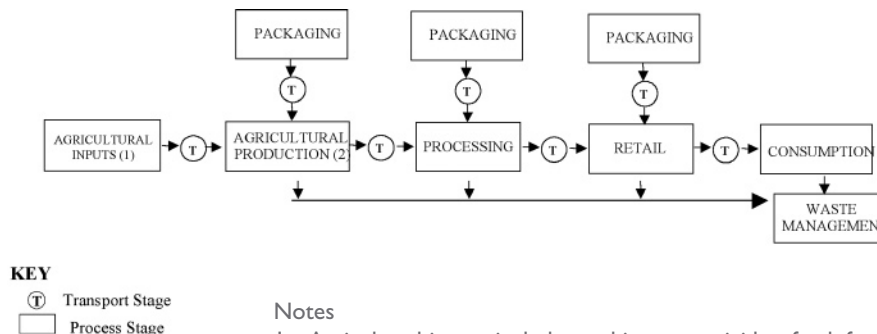 PACKAGING
PACKAGING
PACKAGING
T
T
T
AGRICULTURAL
INPUTS (1)
T
AGRICULTURAL
PRODUCTION (2)
T
PROCESSING
T
RETAIL
T
CONSUMPTION
WASTE
MANAGEMEN
KEY
T Transport Stage
Process Stage
Notes